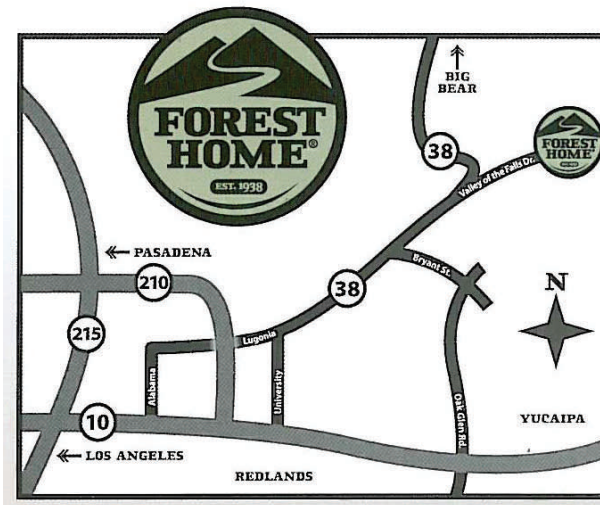 FOREST
HOME®
EST. 1938
BIG
BEAR
38
Valley of the Falls Dr.
FOREST
HOME
PASADENA
210
38
Bryant St.
N
215
Lugonia
Alabama
University
Oak Glen Rd.
YUCAIPA
10
LOS ANGELES
REDLANDS